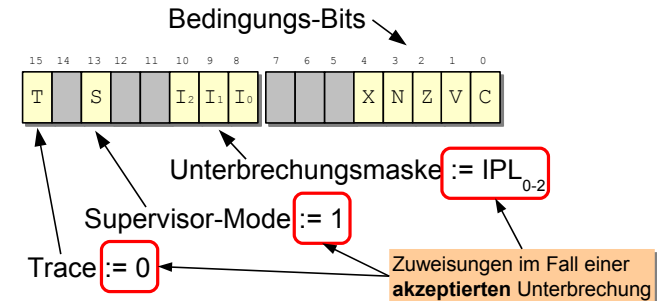 Bedingungs-Bits
15 14 13 12 11 10 9 8 7 6 5 4 3 2 1 0
T S I₂ I₁ I₀ X N Z V C
Unterbrechungsmaske := IPL₀₋₂
Supervisor-Mode := 1
Trace := 0
Zuweisungen im Fall einer
akzeptierten Unterbrechung